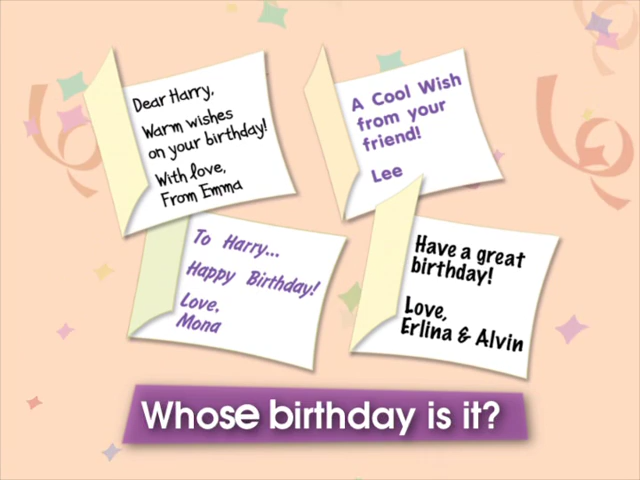 Dear Harry,
Warm wishes
on your birthday!
With love,
From Emma
A Cool Wish
from your
friend!
Lee
To Harry...
Happy Birthday!
Love,
Mona
Have a great
birthday!
Love,
Erlina & Alvin
Whose birthday is it?